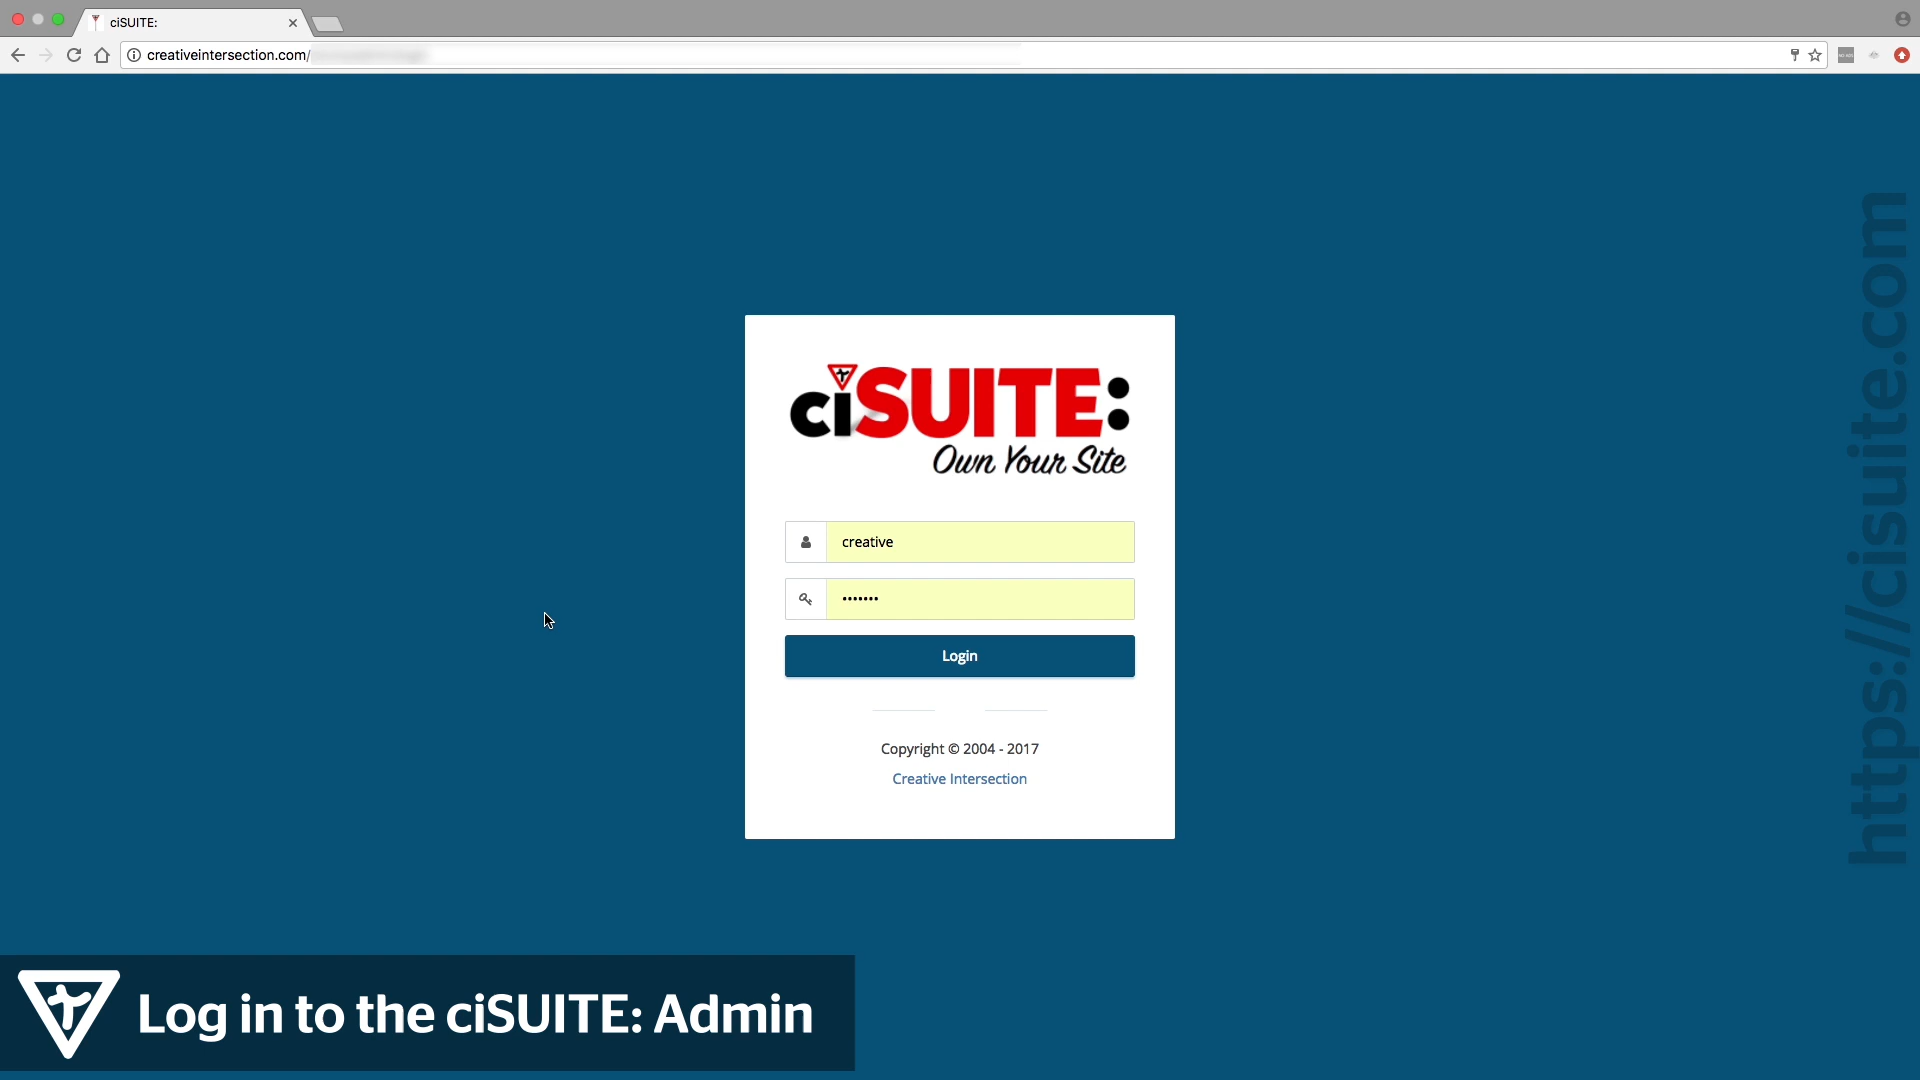 ciSUITE:
creativeintersection.com/
ciSUITE:
Own Your Site
creative
Login
Copyright © 2004 - 2017
Creative Intersection
https://cisuite.com
Log in to the ciSUITE: Admin